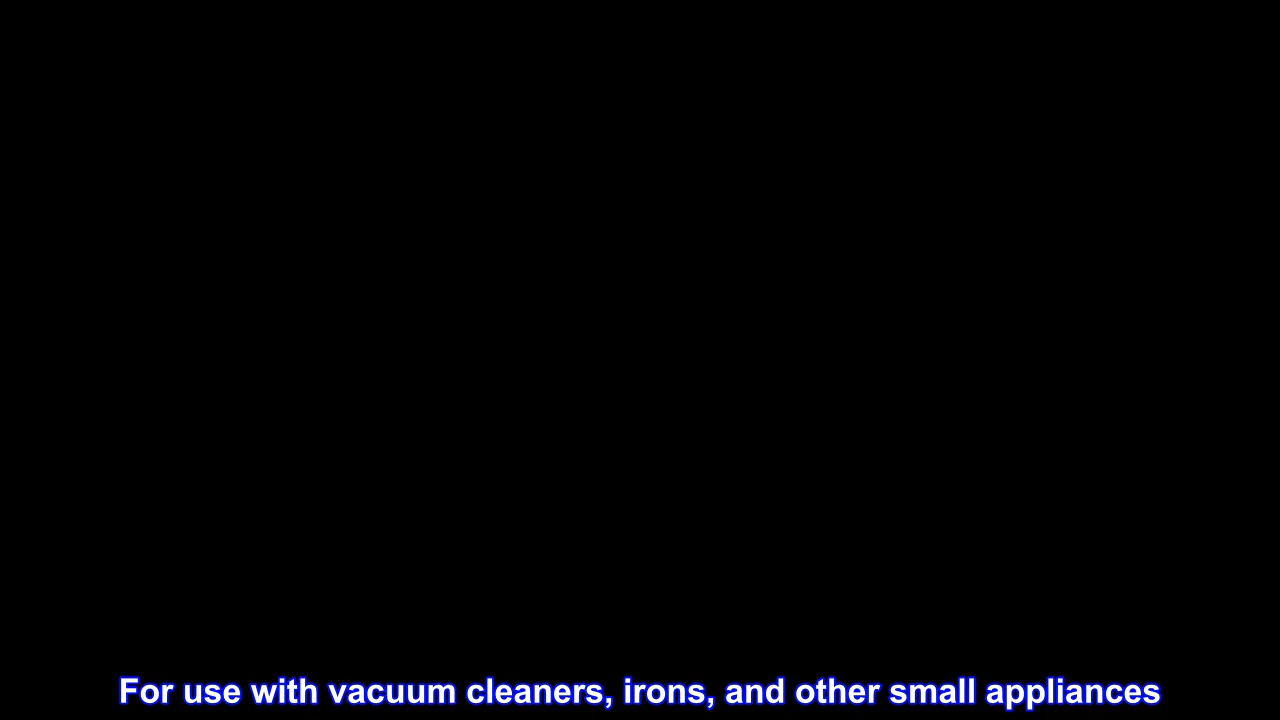 For use with vacuum cleaners, irons, and other small appliances